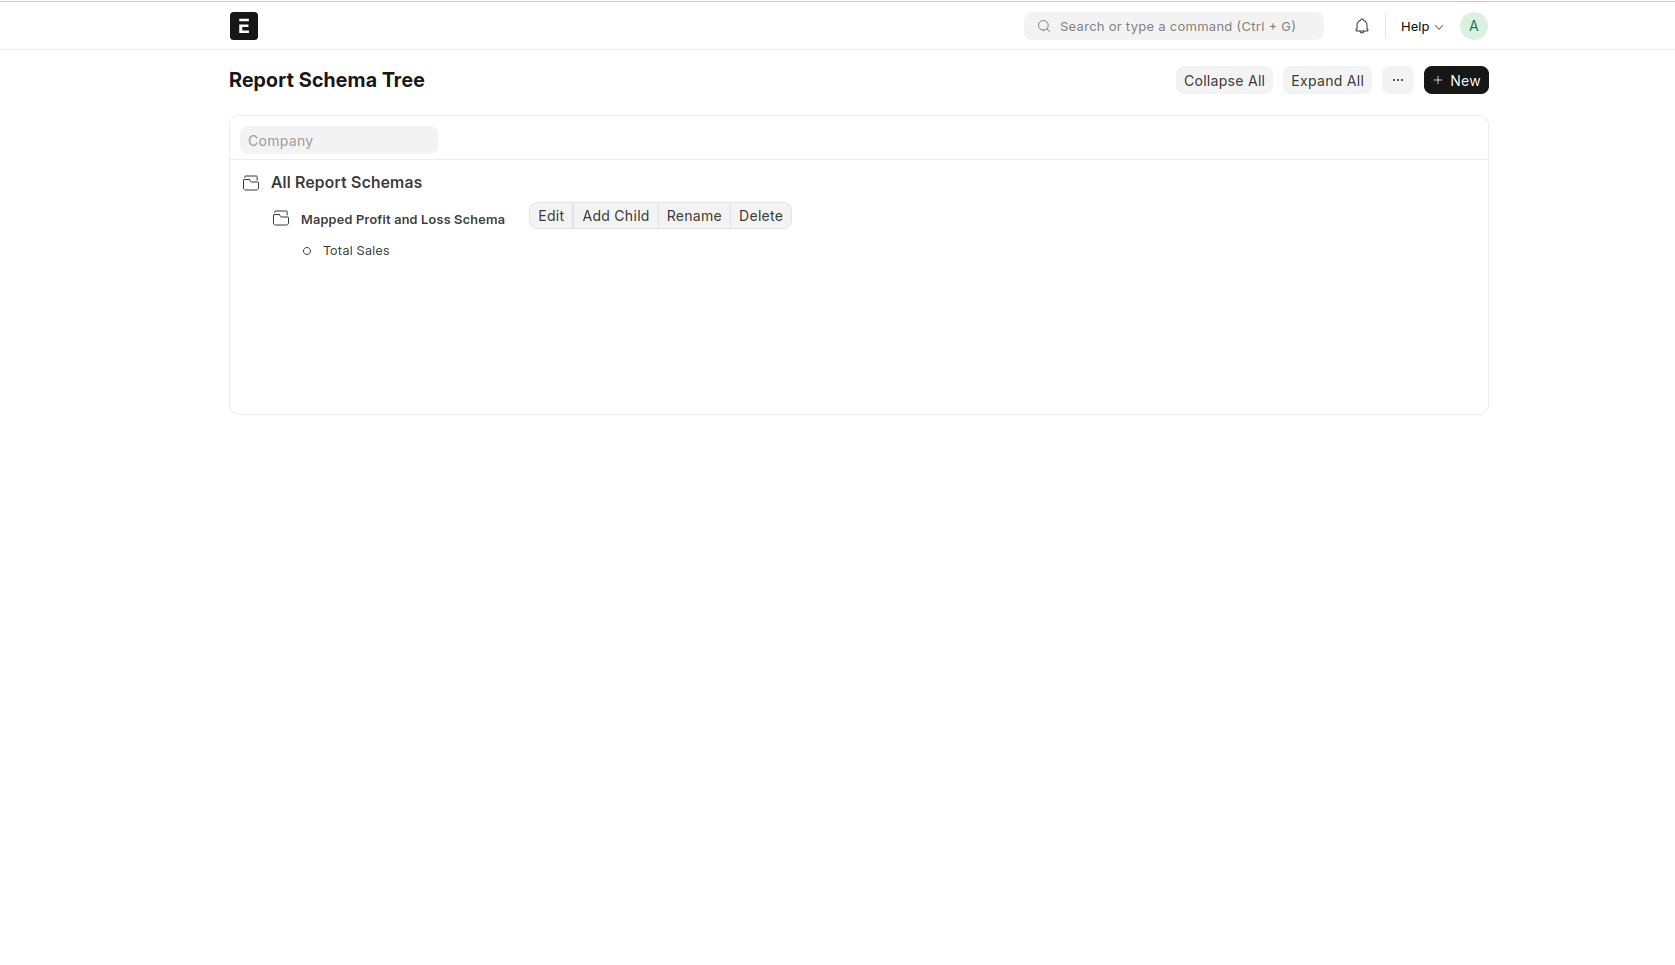 E
Search or type a command (Ctrl + G)
Help
A
Report Schema Tree
Collapse All
Expand All
···
+ New
Company
All Report Schemas
Mapped Profit and Loss Schema
Edit
Add Child
Rename
Delete
Total Sales